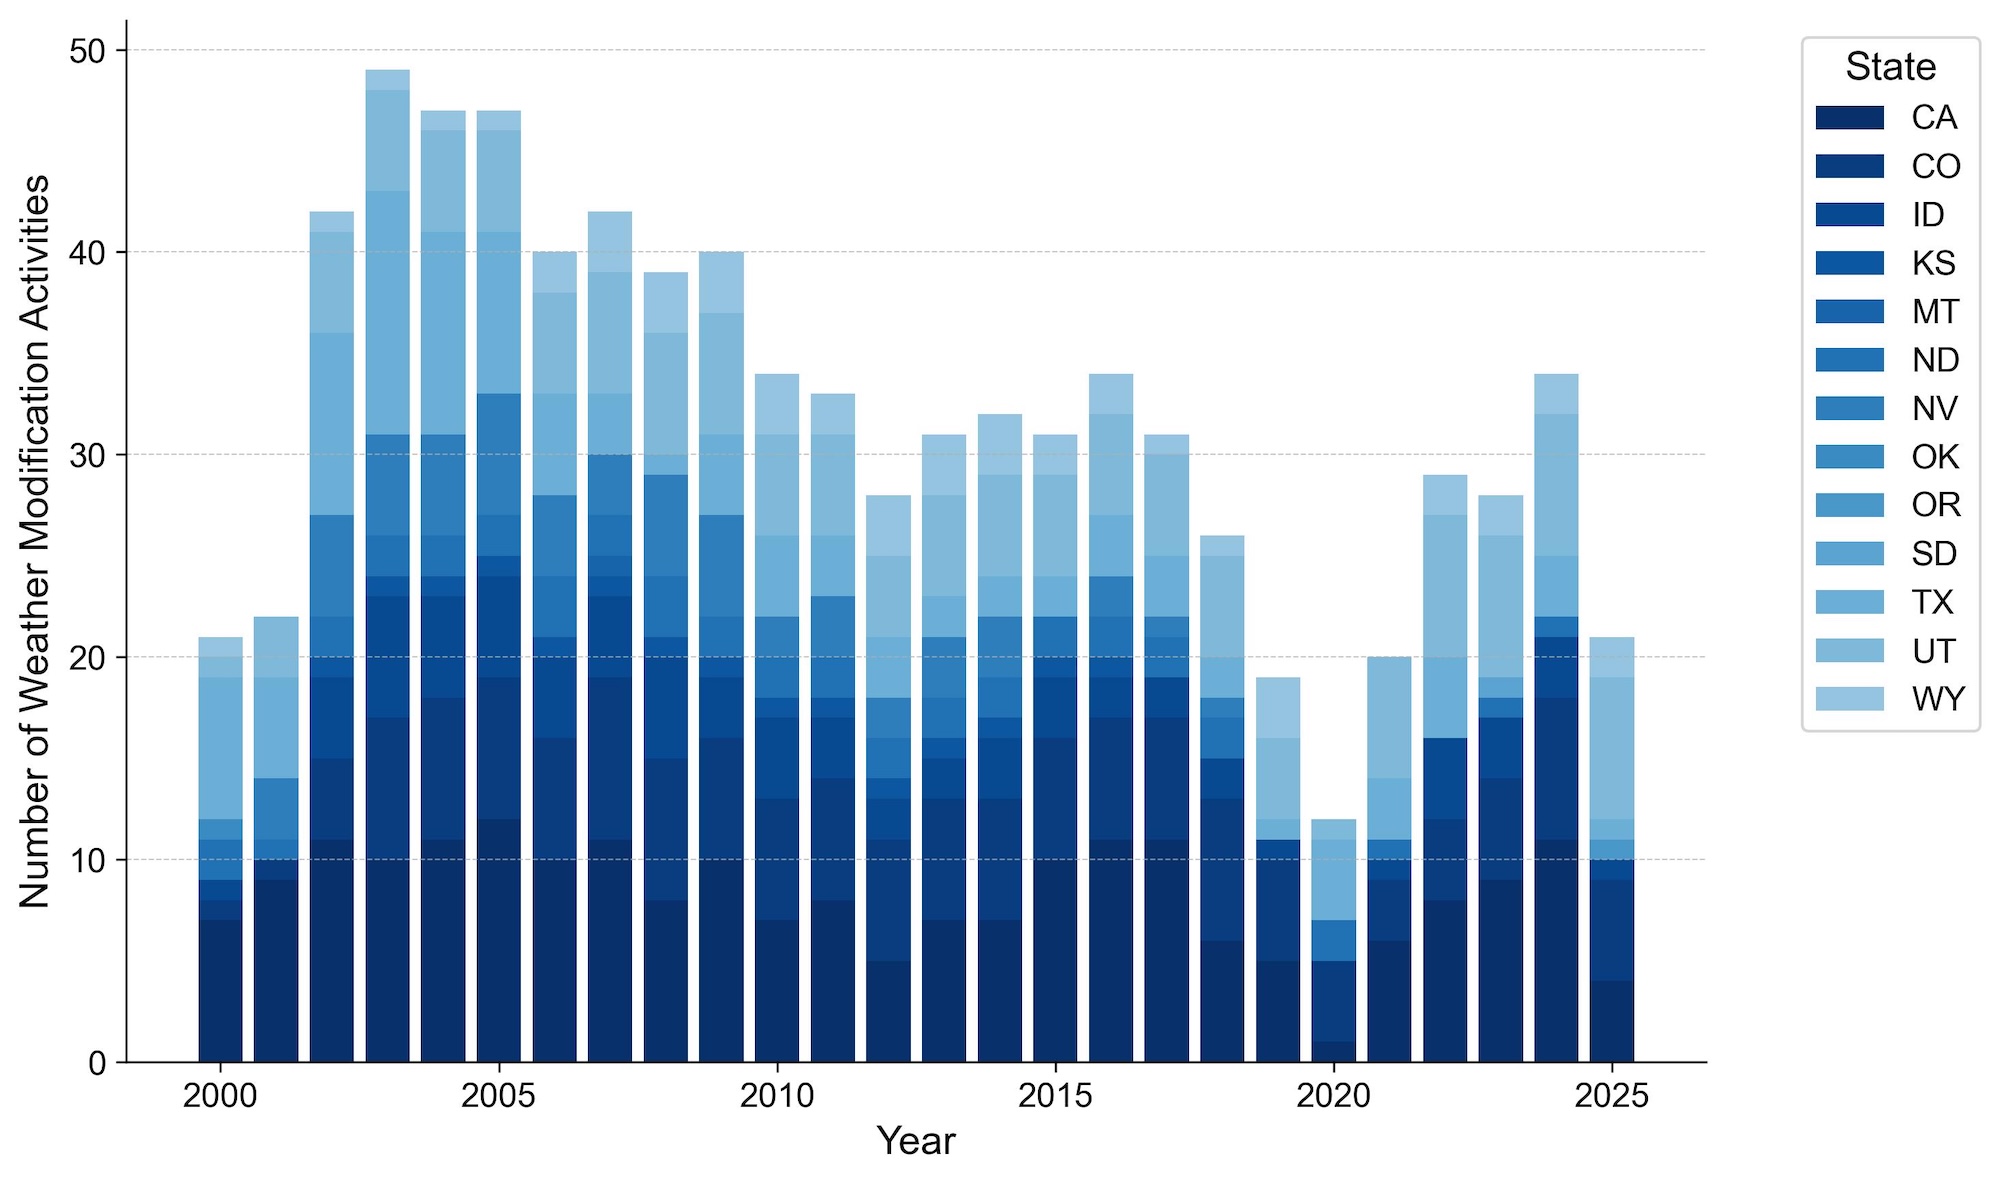 50
40
30
20
10
0
Number of Weather Modification Activities
2000
2005
2010
2015
2020
2025
Year
State
CA
CO
ID
KS
MT
ND
NV
OK
OR
SD
TX
UT
WY